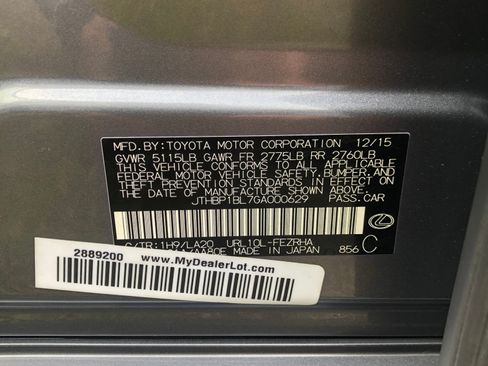 MFD.BY:TOYOTA MOTOR CORPORATION 12/15
GVWR 5115LB GAWR FR 2775LB RR 2760LB
THIS VEHICLE CONFORMS TO ALL APPLICABLE
FEDERAL MOTOR VEHICLE SAFETY, BUMPER,
AND THEFT PREVENTION STANDARDS IN EFFECT
ON THE DATE OF MANUFACTURE SHOWN ABOVE.
JTHBP1BL7GA000629 PASS.CAR
C/TR:1H9/LA20 URL10L-FEZRHA
AA80E MADE IN JAPAN 856 C
2889200
www.MyDealerLot.com